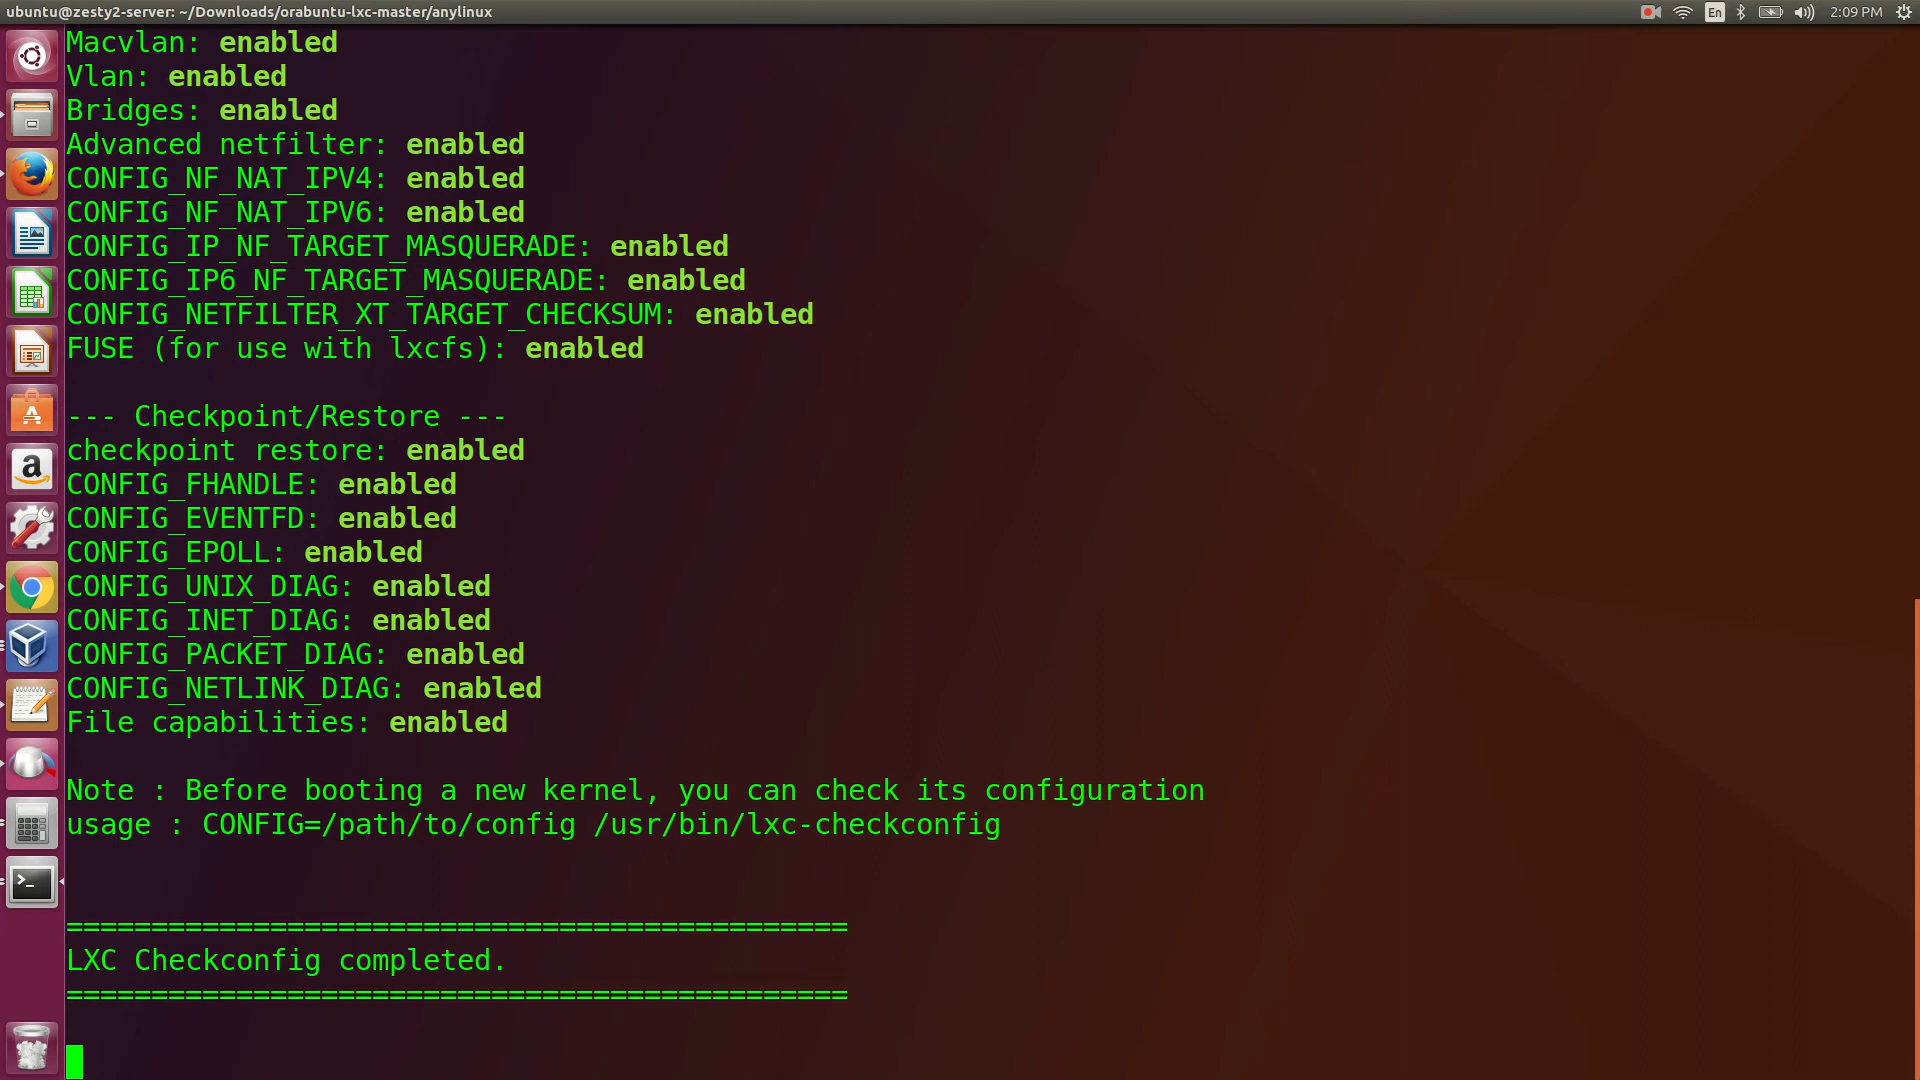 ubuntu@zesty2-server: ~/Downloads/orabuntu-lxc-master/anylinux
En
2:09 PM
Macvlan: enabled
Vlan: enabled
Bridges: enabled
Advanced netfilter: enabled
CONFIG_NF_NAT_IPV4: enabled
CONFIG_NF_NAT_IPV6: enabled
CONFIG_IP_NF_TARGET_MASQUERADE: enabled
CONFIG_IP6_NF_TARGET_MASQUERADE: enabled
CONFIG_NETFILTER_XT_TARGET_CHECKSUM: enabled
FUSE (for use with lxcfs): enabled
--- Checkpoint/Restore ---
checkpoint restore: enabled
CONFIG_FHANDLE: enabled
CONFIG_EVENTFD: enabled
CONFIG_EPOLL: enabled
CONFIG_UNIX_DIAG: enabled
CONFIG_INET_DIAG: enabled
CONFIG_PACKET_DIAG: enabled
CONFIG_NETLINK_DIAG: enabled
File capabilities: enabled
Note : Before booting a new kernel, you can check its configuration
usage : CONFIG=/path/to/config /usr/bin/lxc-checkconfig
==============================================
LXC Checkconfig completed.
==============================================